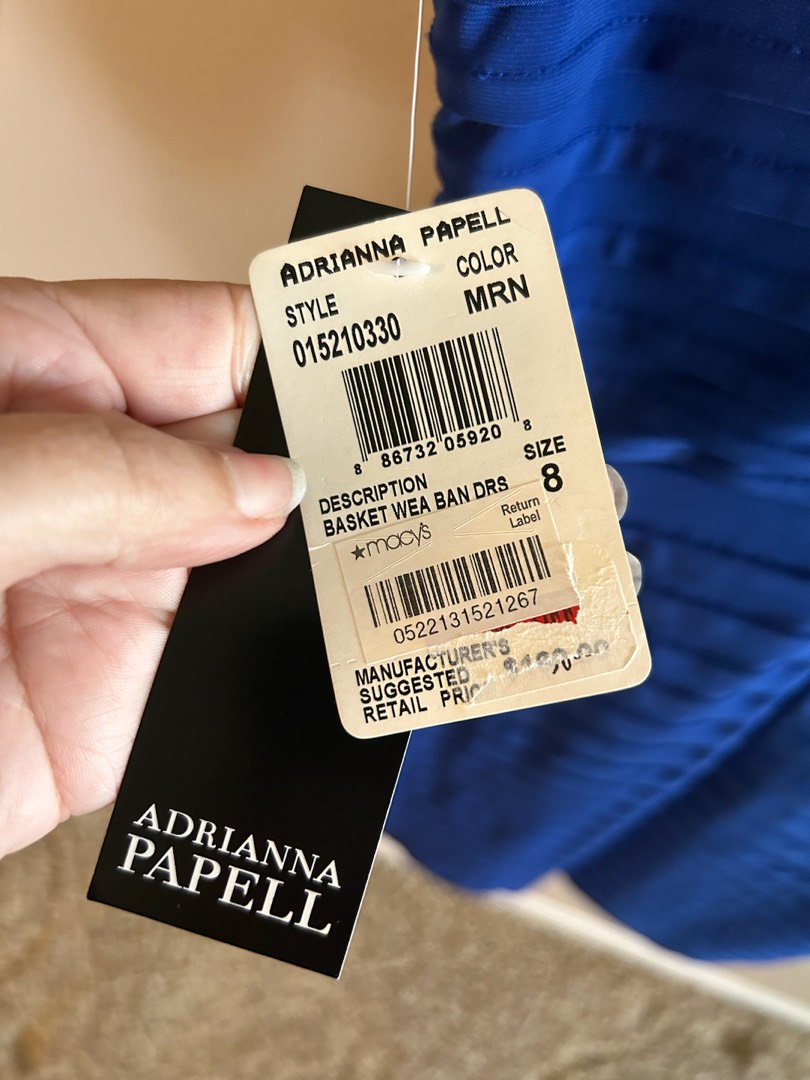 ADRIANNA PAPELL
STYLE COLOR
015210330 MRN
8 86732 05920 8
DESCRIPTION SIZE
BASKET WEA BAN DRS 8
★macy's Return
Label
0522131521267
MANUFACTURER'S
SUGGESTED
RETAIL
ADRIANNA
PAPELL